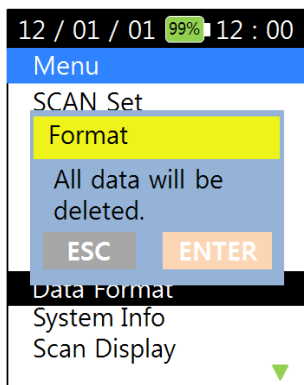 12 / 01 / 01 99% 12 : 00
Menu
SCAN Set
Format
All data will be
deleted.
ESC ENTER
Data Format
System Info
Scan Display